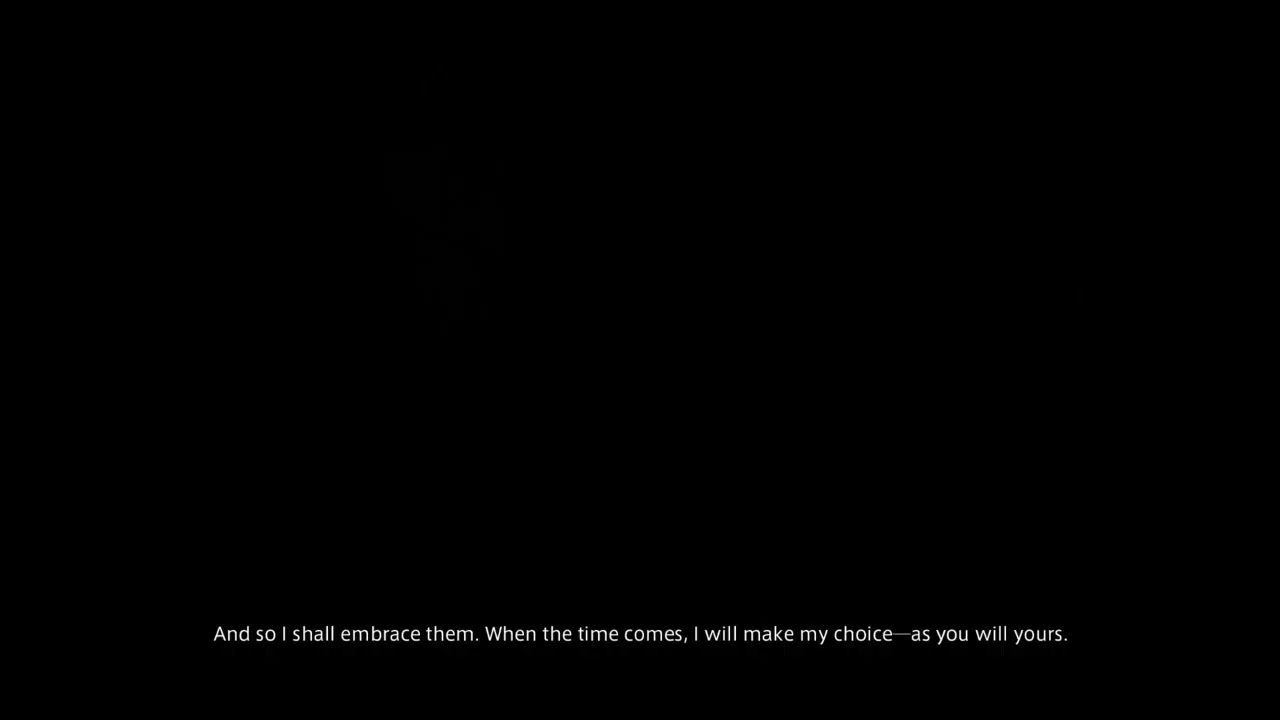 And so I shall embrace them. When the time comes, I will make my choice—as you will yours.